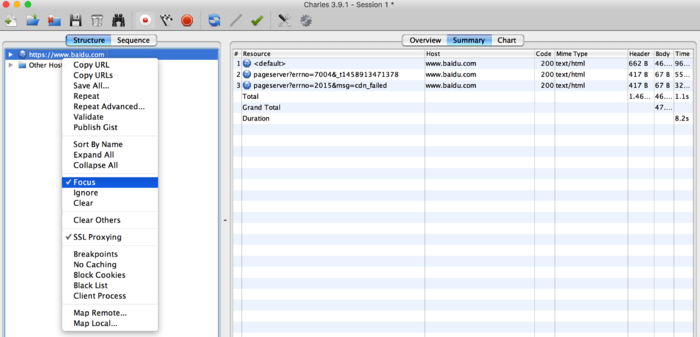 Charles 3.9.1 - Session 1 *
Structure Sequence
https://www.baidu.com
Other Host
Copy URL
Copy URLs
Save All...
Repeat
Repeat Advanced...
Validate
Publish Gist
Sort By Name
Expand All
Collapse All
✓ Focus
Ignore
Clear
Clear Others
✓ SSL Proxying
Breakpoints
No Caching
Block Cookies
Black List
Client Process
Map Remote...
Map Local...
Overview Summary Chart
# Resource Host Code Mime Type Header Body Time
1 <default> www.baidu.com 200 text/html 662 B 46.... 96...
2 pageserver?errno=7004&_t1458913471378 www.baidu.com 200 text/html 417 B 67 B 55...
3 pageserver?errno=2015&msg=cdn_failed www.baidu.com 200 text/html 417 B 67 B 32...
Total 1.46... 46.... 1.1s
Grand Total 47....
Duration 8.2s